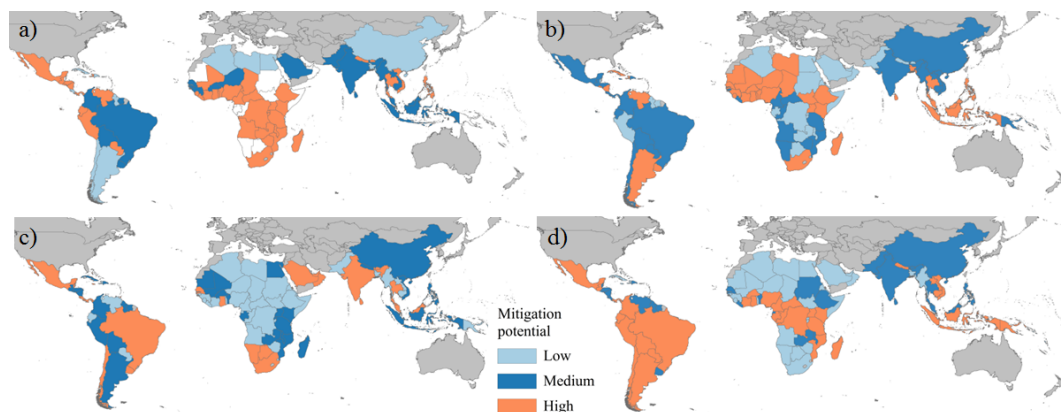 a)
b)
c)
d)
Mitigation
potential
Low
Medium
High